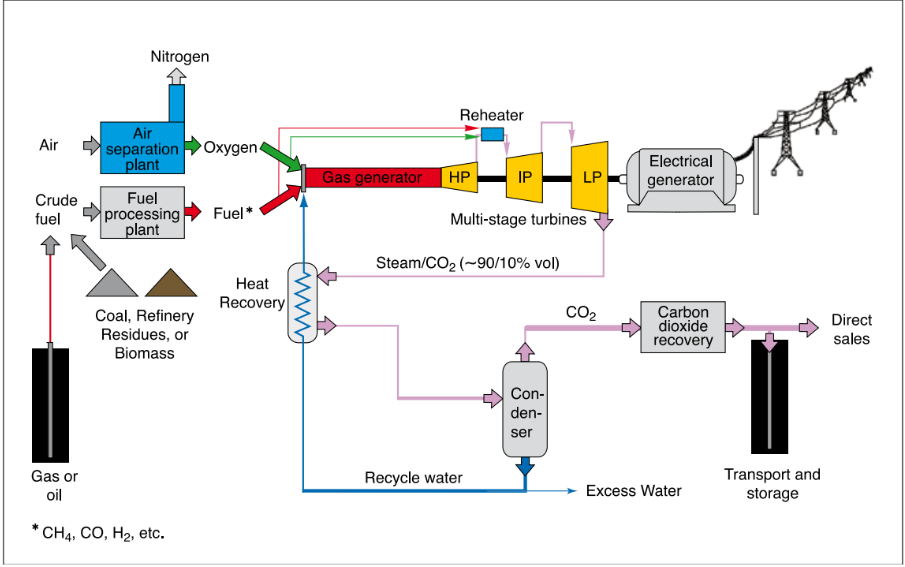 Nitrogen
Air
Air
separation
plant
Oxygen
Reheater
Gas generator
HP
IP
LP
Electrical
generator
Crude
fuel
Fuel
processing
plant
Fuel*
Multi-stage turbines
Steam/CO₂ (~90/10% vol)
Heat
Recovery
Coal, Refinery
Residues, or
Biomass
CO₂
Carbon
dioxide
recovery
Direct
sales
Con-
den-
ser
Gas or
oil
Recycle water
Excess Water
Transport and
storage
* CH₄, CO, H₂, etc.